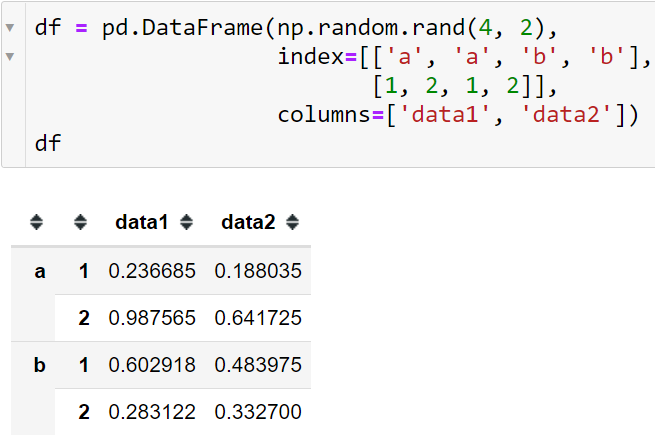 df = pd.DataFrame(np.random.rand(4, 2),
index=[['a', 'a', 'b', 'b'],
[1, 2, 1, 2]],
columns=['data1', 'data2'])
df
data1 data2
a 1 0.236685 0.188035
2 0.987565 0.641725
b 1 0.602918 0.483975
2 0.283122 0.332700